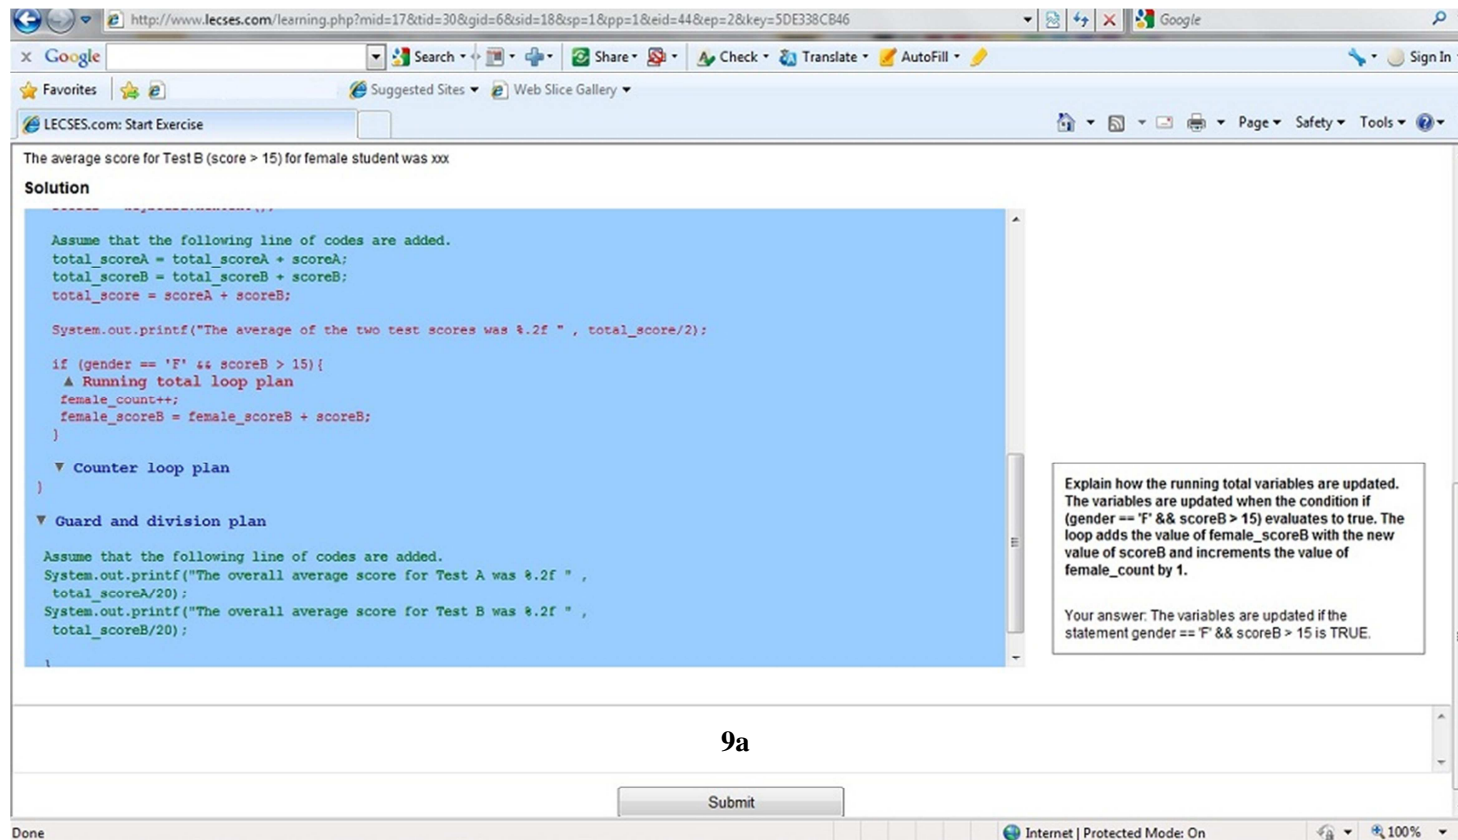 http://www.lecses.com/learning.php?mid=17&tid=30&gid=6&sid=18&sp=1&pp=1&eid=44&ep=2&key=5DE338CB46
Google
x Google
Search
Share
Check
Translate
AutoFill
Sign In
Favorites
Suggested Sites
Web Slice Gallery
LECSES.com: Start Exercise
Page
Safety
Tools
The average score for Test B (score > 15) for female student was xxx
Solution
Assume that the following line of codes are added.
total_scoreA = total_scoreA + scoreA;
total_scoreB = total_scoreB + scoreB;
total_score = scoreA + scoreB;
System.out.printf("The average of the two test scores was %.2f " , total_score/2);
if (gender == 'F' && scoreB > 15){
▲ Running total loop plan
female_count++;
female_scoreB = female_scoreB + scoreB;
}
▼ Counter loop plan
}
▼ Guard and division plan
Assume that the following line of codes are added.
System.out.printf("The overall average score for Test A was %.2f " ,
total_scoreA/20);
System.out.printf("The overall average score for Test B was %.2f " ,
total_scoreB/20);
Explain how the running total variables are updated.
The variables are updated when the condition if
(gender == 'F' && scoreB > 15) evaluates to true. The
loop adds the value of female_scoreB with the new
value of scoreB and increments the value of
female_count by 1.
Your answer: The variables are updated if the
statement gender == 'F' && scoreB > 15 is TRUE.
9a
Submit
Done
Internet | Protected Mode: On
100%